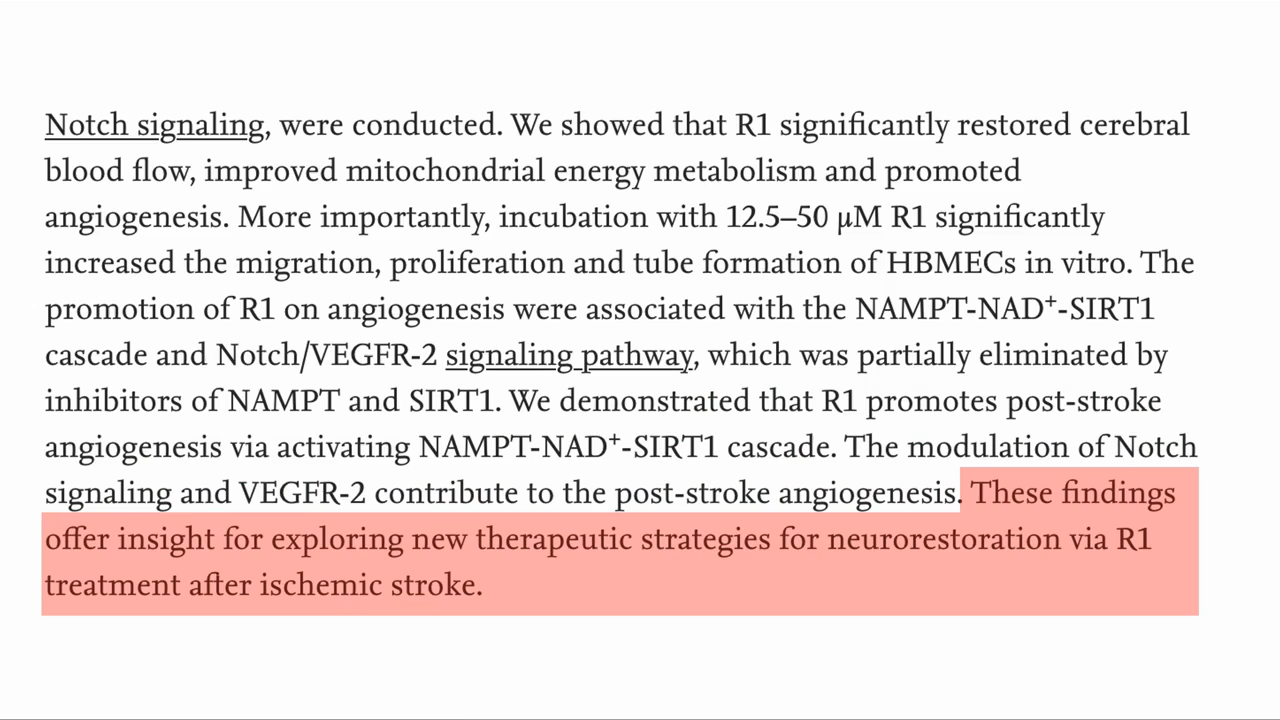 Notch signaling, were conducted. We showed that R1 significantly restored cerebral
blood flow, improved mitochondrial energy metabolism and promoted
angiogenesis. More importantly, incubation with 12.5–50 μM R1 significantly
increased the migration, proliferation and tube formation of HBMECs in vitro. The
promotion of R1 on angiogenesis were associated with the NAMPT-NAD⁺-SIRT1
cascade and Notch/VEGFR-2 signaling pathway, which was partially eliminated by
inhibitors of NAMPT and SIRT1. We demonstrated that R1 promotes post-stroke
angiogenesis via activating NAMPT-NAD⁺-SIRT1 cascade. The modulation of Notch
signaling and VEGFR-2 contribute to the post-stroke angiogenesis. These findings
offer insight for exploring new therapeutic strategies for neurorestoration via R1
treatment after ischemic stroke.